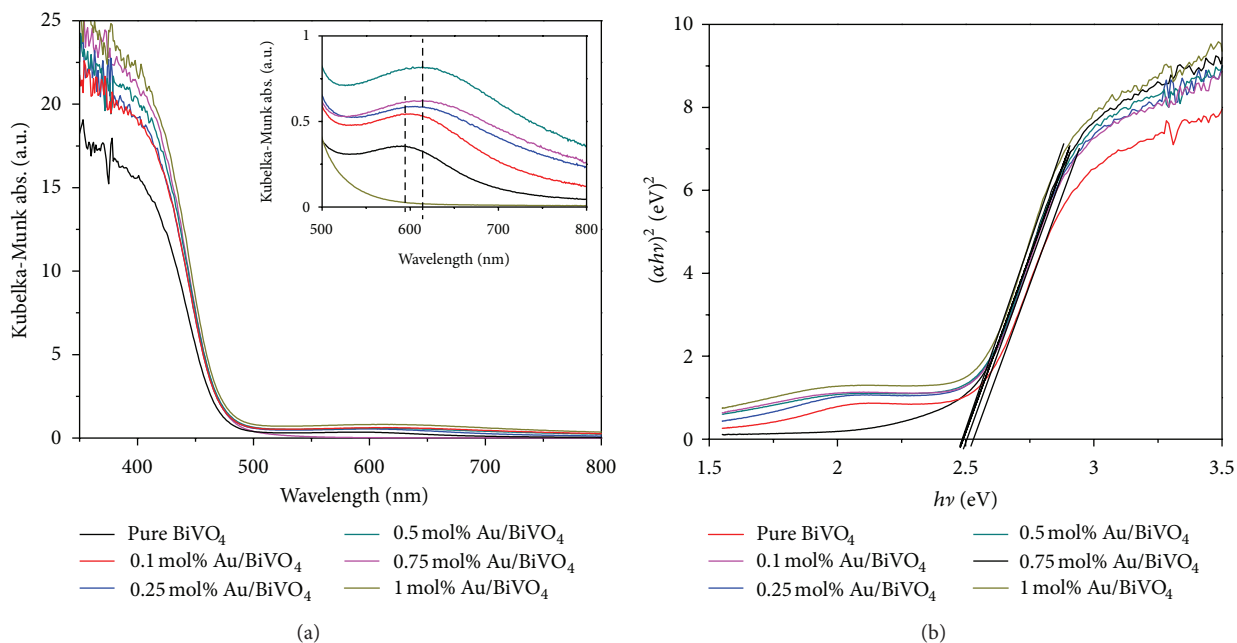 25
20
15
10
5
0
Kubelka-Munk abs. (a.u.)
400
500
600
700
800
Wavelength (nm)
1
0.5
0
Kubelka-Munk abs. (a.u.)
500
600
700
800
Wavelength (nm)
Pure BiVO₄
0.1 mol% Au/BiVO₄
0.25 mol% Au/BiVO₄
0.5 mol% Au/BiVO₄
0.75 mol% Au/BiVO₄
1 mol% Au/BiVO₄
(a)
10
8
6
4
2
0
(αhν)² (eV)²
1.5
2
2.5
3
3.5
hν (eV)
Pure BiVO₄
0.1 mol% Au/BiVO₄
0.25 mol% Au/BiVO₄
0.5 mol% Au/BiVO₄
0.75 mol% Au/BiVO₄
1 mol% Au/BiVO₄
(b)